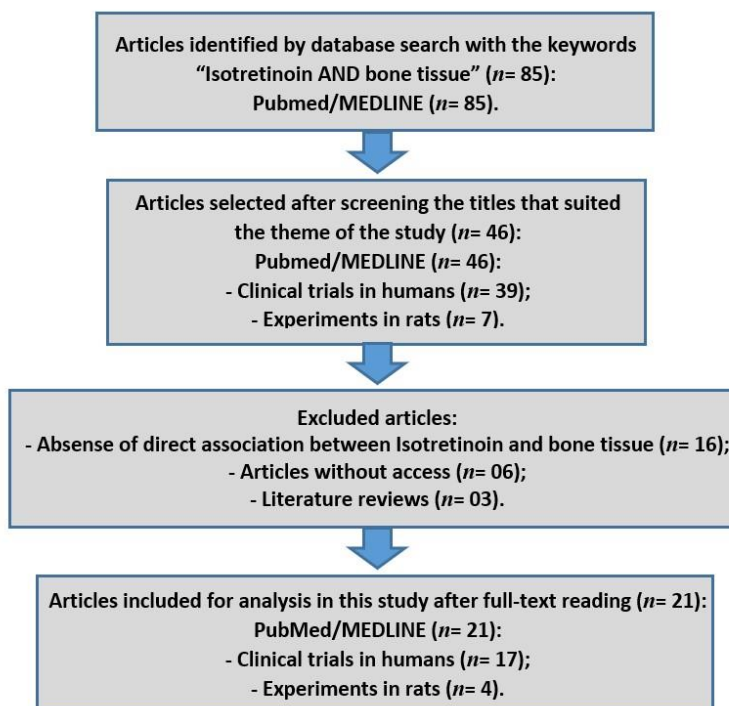 Articles identified by database search with the keywords
“Isotretinoin AND bone tissue” (n= 85):
Pubmed/MEDLINE (n= 85).
Articles selected after screening the titles that suited
the theme of the study (n= 46):
Pubmed/MEDLINE (n= 46):
- Clinical trials in humans (n= 39);
- Experiments in rats (n= 7).
Excluded articles:
- Absense of direct association between Isotretinoin and bone tissue (n= 16);
- Articles without access (n= 06);
- Literature reviews (n= 03).
Articles included for analysis in this study after full-text reading (n= 21):
PubMed/MEDLINE (n= 21):
- Clinical trials in humans (n= 17);
- Experiments in rats (n= 4).